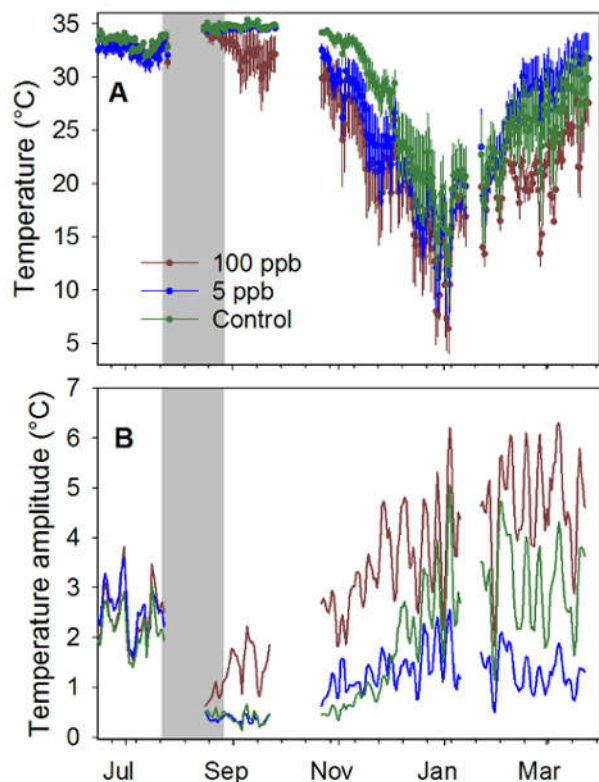 35
30
25
20
15
10
5
Temperature (°C)
A
100 ppb
5 ppb
Control
7
6
5
4
3
2
1
0
Temperature amplitude (°C)
B
Jul Sep Nov Jan Mar